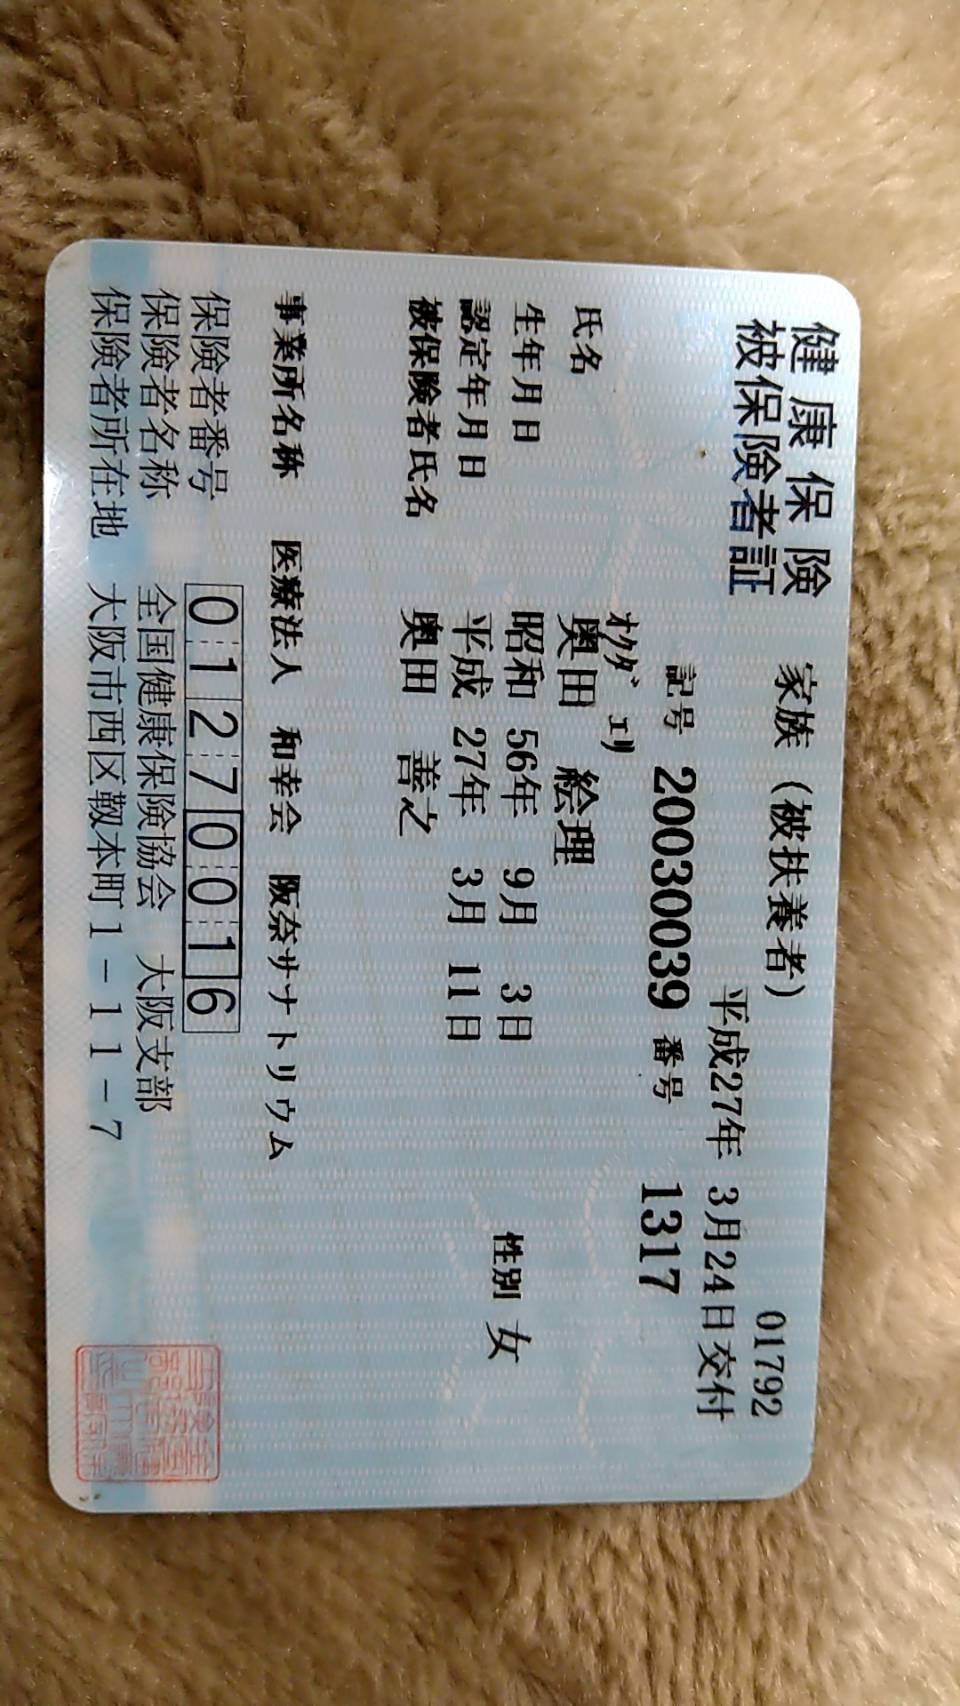 健康保険 家族（被扶養者） 01792
被保険者証 平成27年 3月24日交付
記号 20030039 番号 1317
ｵｸﾀﾞ ｴﾘ
氏名 奥田 絵理
生年月日 昭和 56年 9月 3日 性別 女
認定年月日 平成 27年 3月 11日
被保険者氏名 奥田 善之
事業所名称 医療法人 和幸会 阪奈サナトリウム
保険者番号 01270016
保険者名称 全国健康保険協会 大阪支部
保険者所在地 大阪市西区靱本町1-11-7